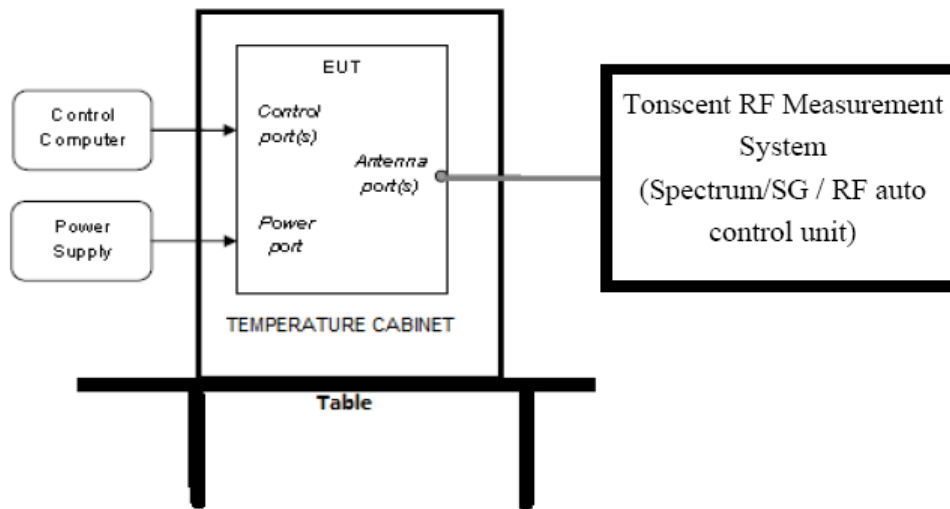 EUT
Control
Computer
Control
port(s)
Antenna
port(s)
Power
Supply
Power
port
TEMPERATURE CABINET
Table
Tonscent RF Measurement
System
(Spectrum/SG / RF auto
control unit)